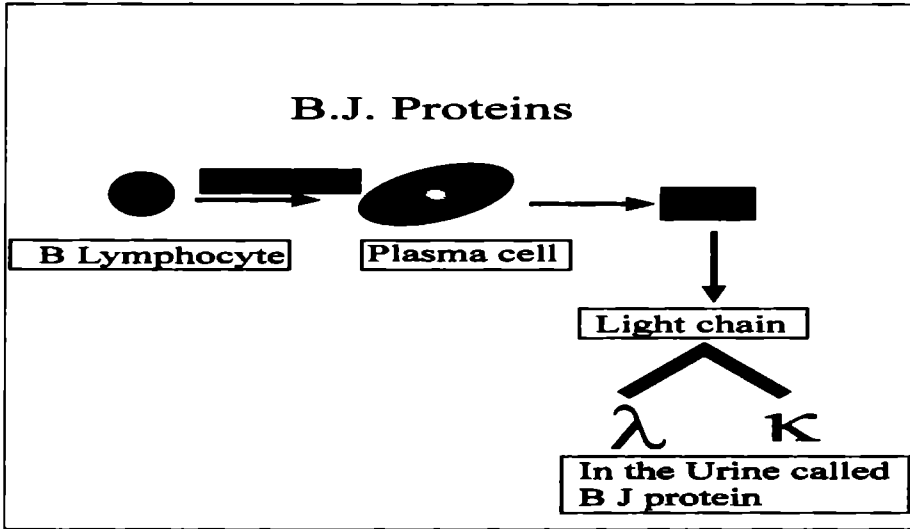 B.J. Proteins
B Lymphocyte
Plasma cell
Light chain
λ κ
In the Urine called
B J protein